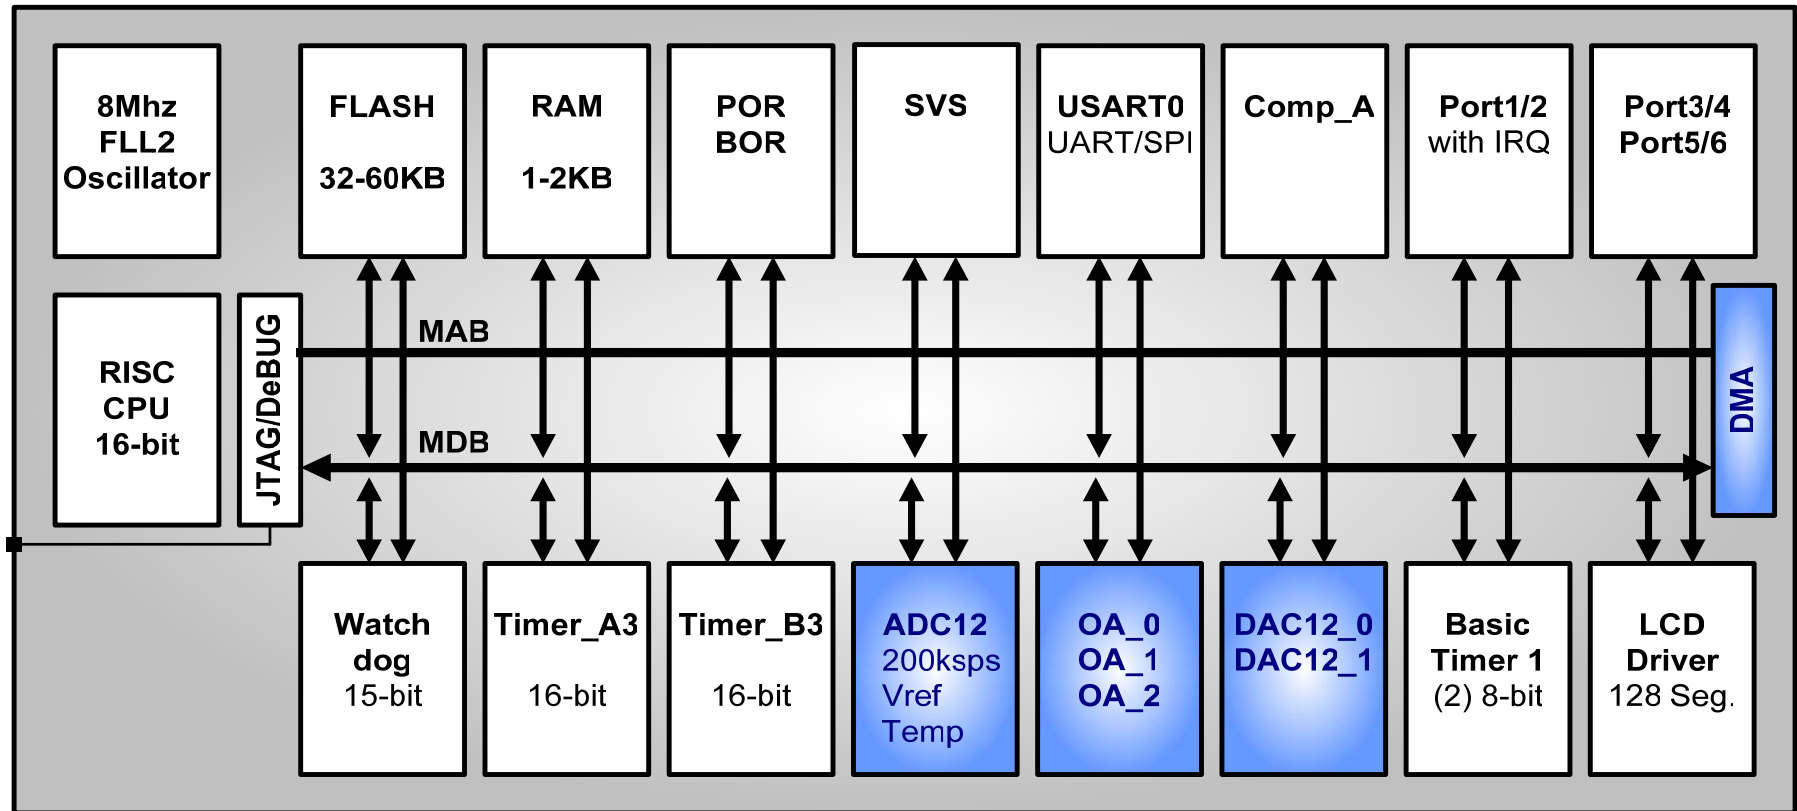 8Mhz
FLL2
Oscillator
FLASH
32-60KB
RAM
1-2KB
POR
BOR
SVS
USART0
UART/SPI
Comp_A
Port1/2
with IRQ
Port3/4
Port5/6
RISC
CPU
16-bit
JTAG/DeBUG
MAB
MDB
DMA
Watch
dog
15-bit
Timer_A3
16-bit
Timer_B3
16-bit
ADC12
200ksps
Vref
Temp
OA_0
OA_1
OA_2
DAC12_0
DAC12_1
Basic
Timer 1
(2) 8-bit
LCD
Driver
128 Seg.